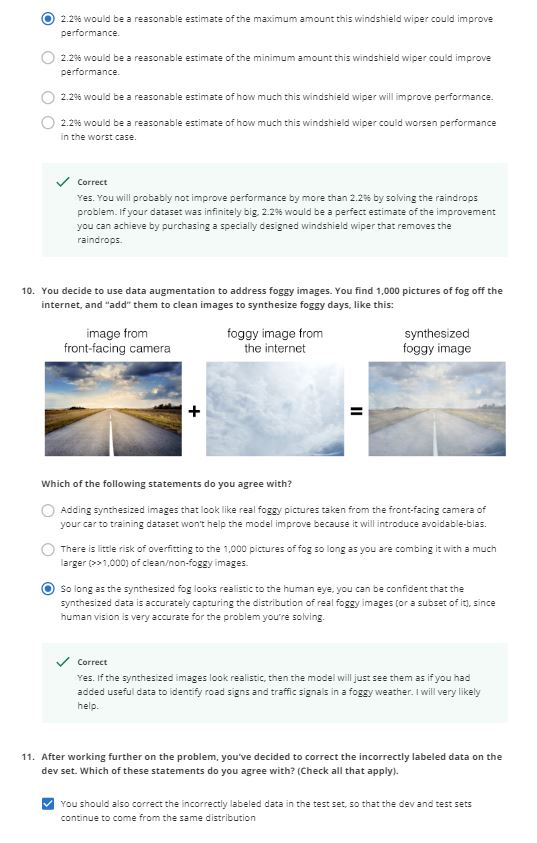 2.2% would be a reasonable estimate of the maximum amount this windshield wiper could improve
performance.
2.2% would be a reasonable estimate of the minimum amount this windshield wiper could improve
performance.
2.2% would be a reasonable estimate of how much this windshield wiper will improve performance.
2.2% would be a reasonable estimate of how much this windshield wiper could worsen performance
in the worst case.
Correct
Yes. You will probably not improve performance by more than 2.2% by solving the raindrops
problem. If your dataset was infinitely big, 2.2% would be a perfect estimate of the improvement
you can achieve by purchasing a specially designed windshield wiper that removes the
raindrops.
10. You decide to use data augmentation to address foggy images. You find 1,000 pictures of fog off the
internet, and "add" them to clean images to synthesize foggy days, like this:
image from
front-facing camera
foggy image from
the internet
synthesized
foggy image
+
=
Which of the following statements do you agree with?
Adding synthesized images that look like real foggy pictures taken from the front-facing camera of
your car to training dataset won't help the model improve because it will introduce avoidable-bias.
There is little risk of overfitting to the 1,000 pictures of fog so long as you are combing it with a much
larger (>>1,000) of clean/non-foggy images.
So long as the synthesized fog looks realistic to the human eye, you can be confident that the
synthesized data is accurately capturing the distribution of real foggy images (or a subset of it), since
human vision is very accurate for the problem you're solving.
Correct
Yes. If the synthesized images look realistic, then the model will just see them as if you had
added useful data to identify road signs and traffic signals in a foggy weather. I will very likely
help.
11. After working further on the problem, you've decided to correct the incorrectly labeled data on the
dev set. Which of these statements do you agree with? (Check all that apply).
You should also correct the incorrectly labeled data in the test set, so that the dev and test sets
continue to come from the same distribution